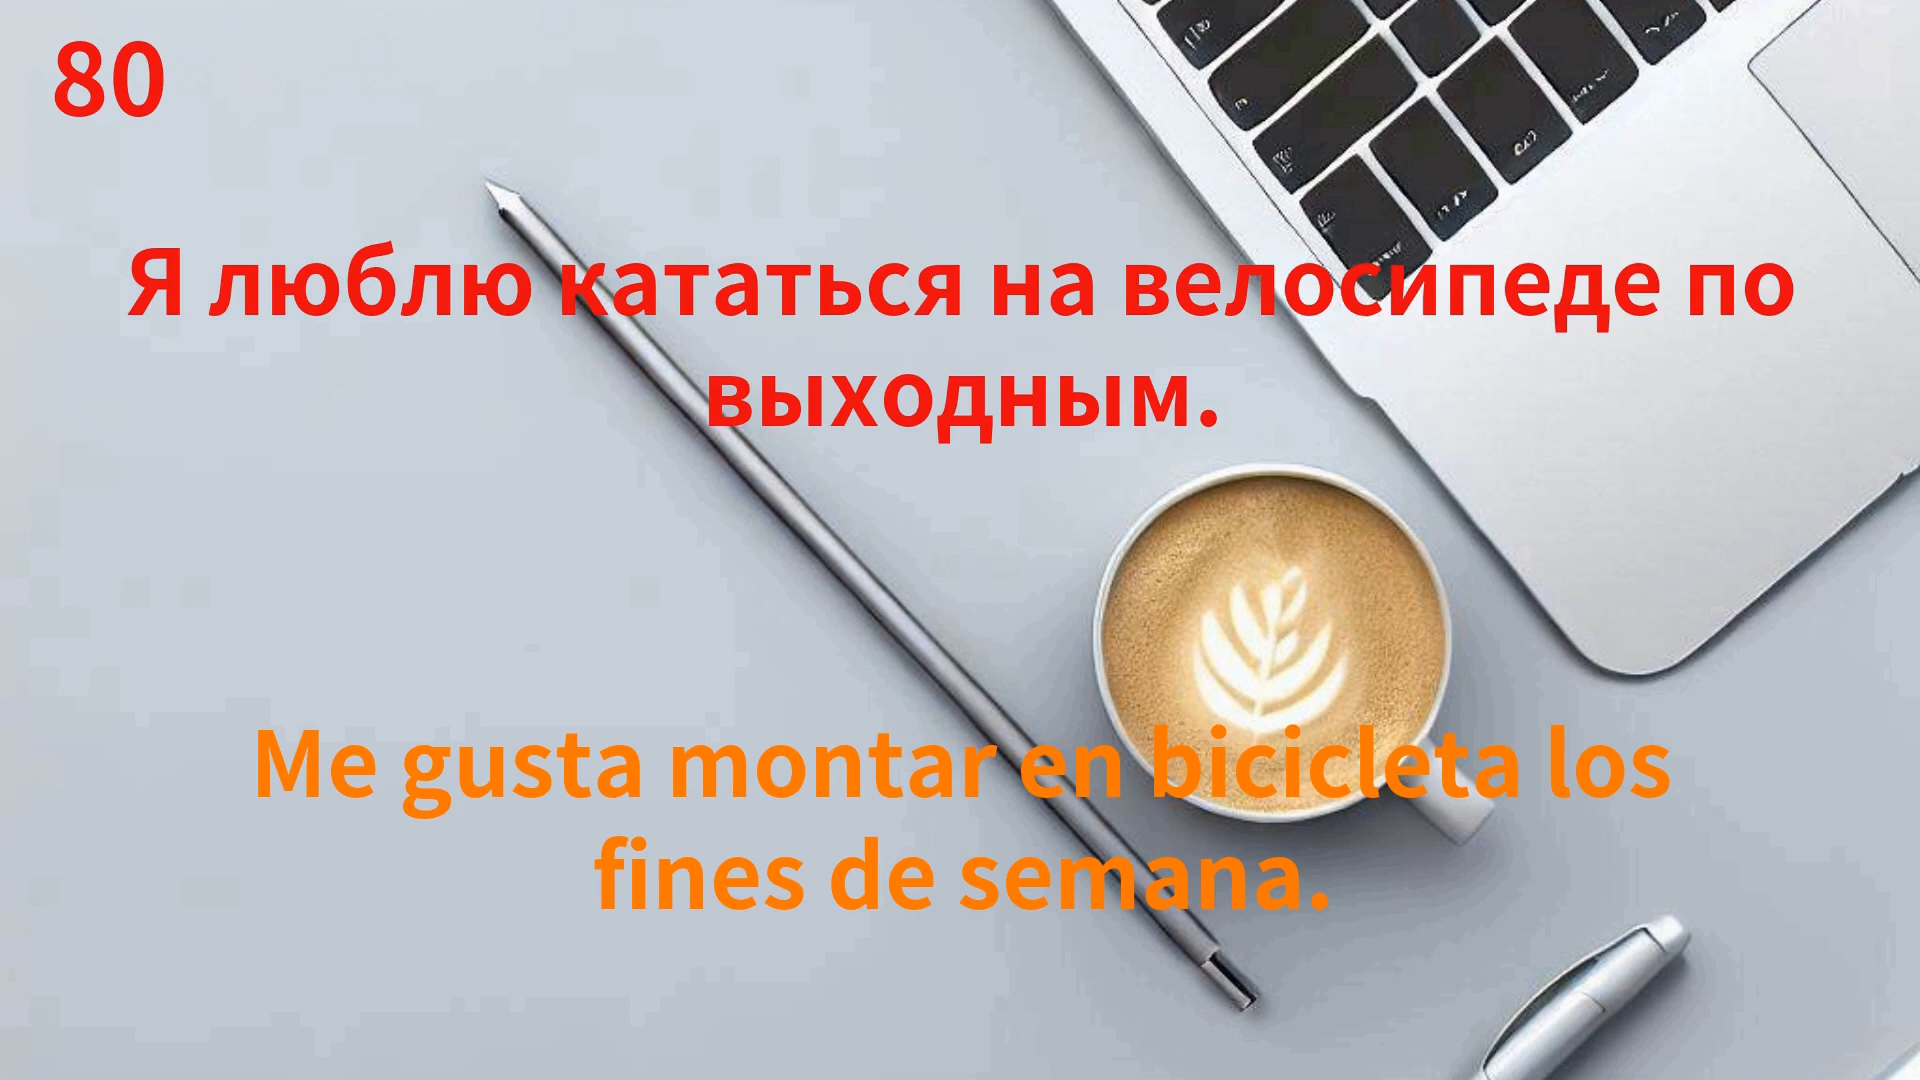 80
Я люблю кататься на велосипеде по
выходным.
Me gusta montar en bicicleta los
fines de semana.